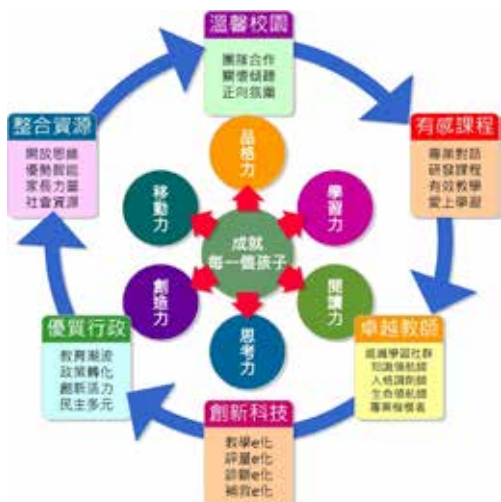 溫馨校園
團隊合作
關懷傾聽
正向氛圍
有感課程
專業對話
研發課程
有效教學
愛上學習
卓越教師
組織學習社群
知識領航師
人格調劑師
生命領航師
專業楷模者
創新科技
教學e化
評量e化
診斷e化
補救e化
優質行政
教育潮流
政策轉化
創新活力
民主多元
整合資源
開放思維
優勢智能
家長力量
社會資源
品格力
學習力
閱讀力
思考力
創造力
移動力
成就
每一個孩子